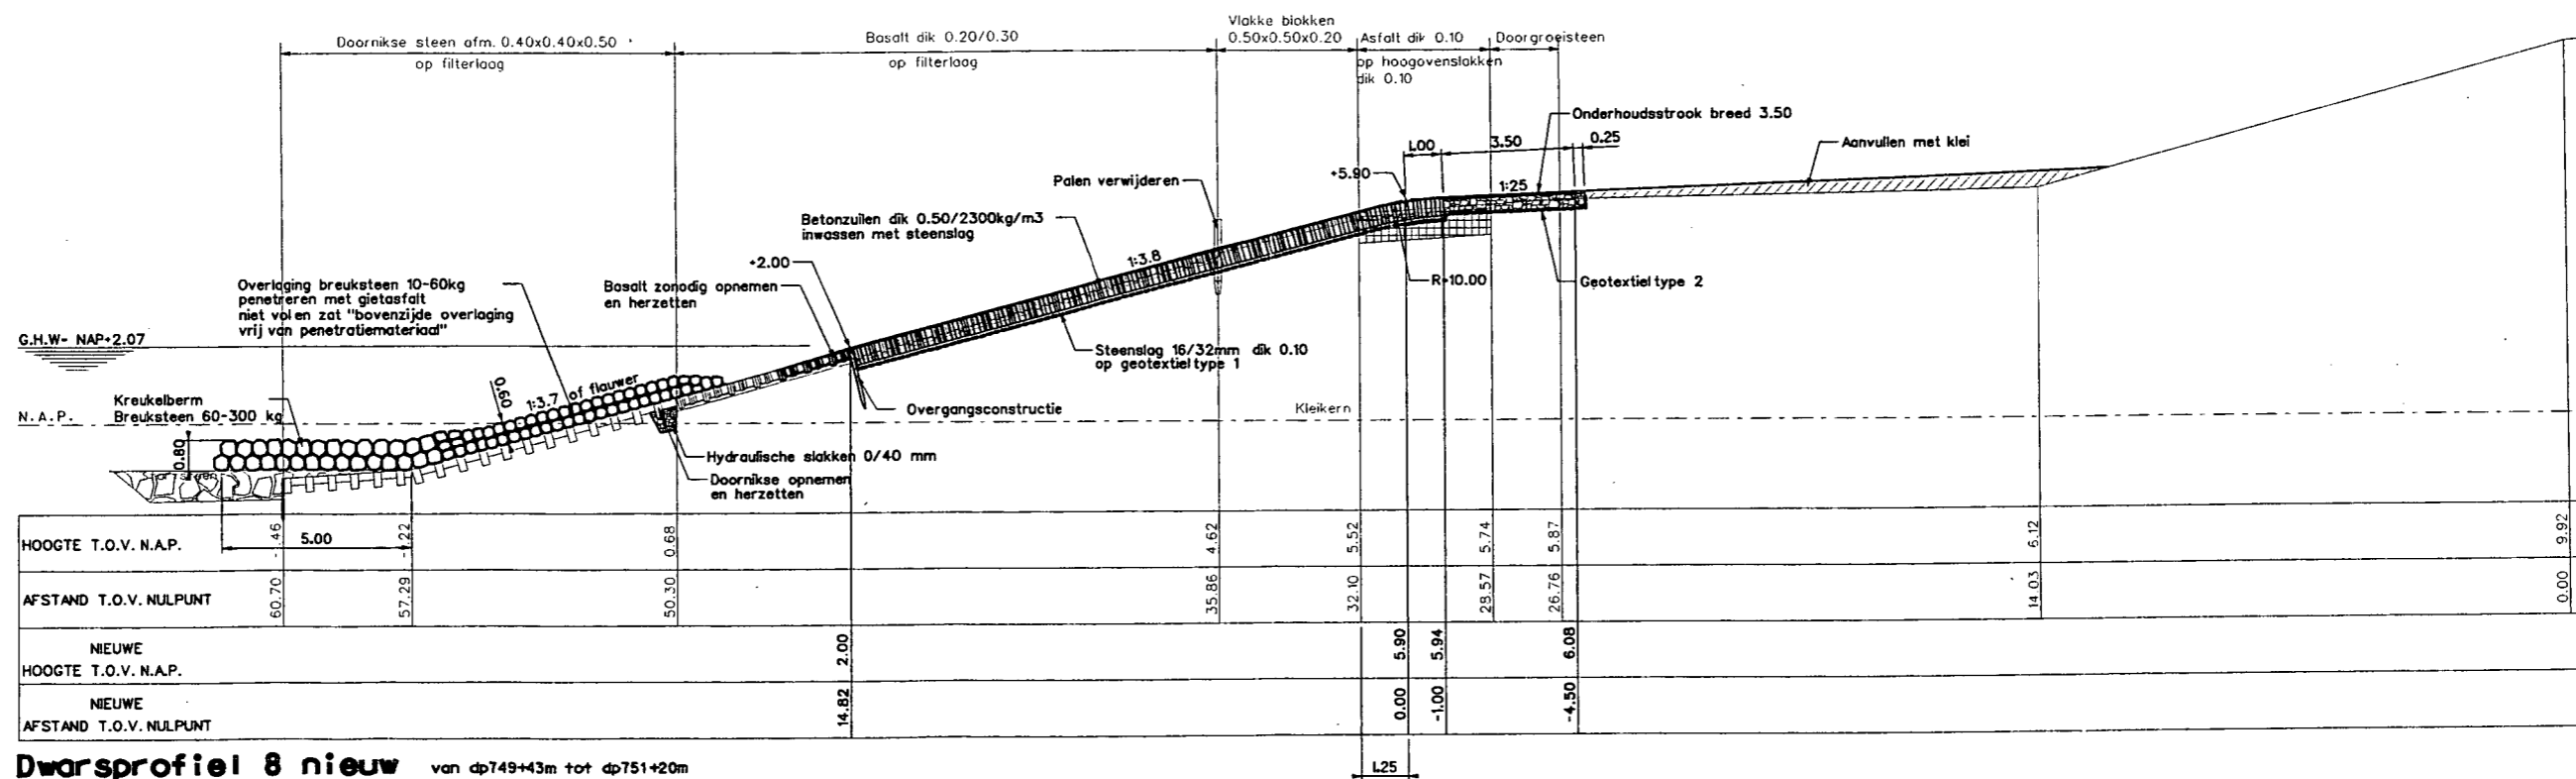 Doornikse steen afm. 0.40x0.40x0.50
op filterlaag
Basalt dik 0.20/0.30
op filterlaag
Vlakke blokken
0.50x0.50x0.20
Asfalt dik 0.10
op hoogovenslakken
dik 0.10
Doorgroeisteen
Onderhoudsstrook breed 3.50
1.00
3.50
0.25
Aanvullen met klei
+5.90
1:25
Palen verwijderen
Betonzuilen dik 0.50/2300kg/m3
inwassen met steenslag
1:3.8
+2.00
R=10.00
Geotextiel type 2
Overlaging breuksteen 10-60kg
penetreren met gietasfalt
niet vol en zat "bovenzijde overlaging
vrij van penetratiemateriaal"
Basalt zonodig opnemen
en herzetten
G.H.W= NAP+2.07
Steenslag 16/32mm dik 0.10
op geotextiel type 1
0.60
1:3.7 of flauwer
Kreukelberm
Breuksteen 60-300 kg
N.A.P.
Overgangsconstructie
Kleikern
0.80
Hydraulische slakken 0/40 mm
Doornikse opnemen
en herzetten
5.00
HOOGTE T.O.V. N.A.P. -1.46 -1.22 0.68 4.62 5.52 5.74 5.87 6.12 9.92
AFSTAND T.O.V. NULPUNT 60.70 57.29 50.30 35.86 32.10 28.57 26.76 14.03 0.00
NIEUWE
HOOGTE T.O.V. N.A.P. 2.00 5.90 5.94 6.08
NIEUWE
AFSTAND T.O.V. NULPUNT 14.82 0.00 -1.00 -4.50
Dwarsprofiel 8 nieuw van dp749+43m tot dp751+20m
1.25